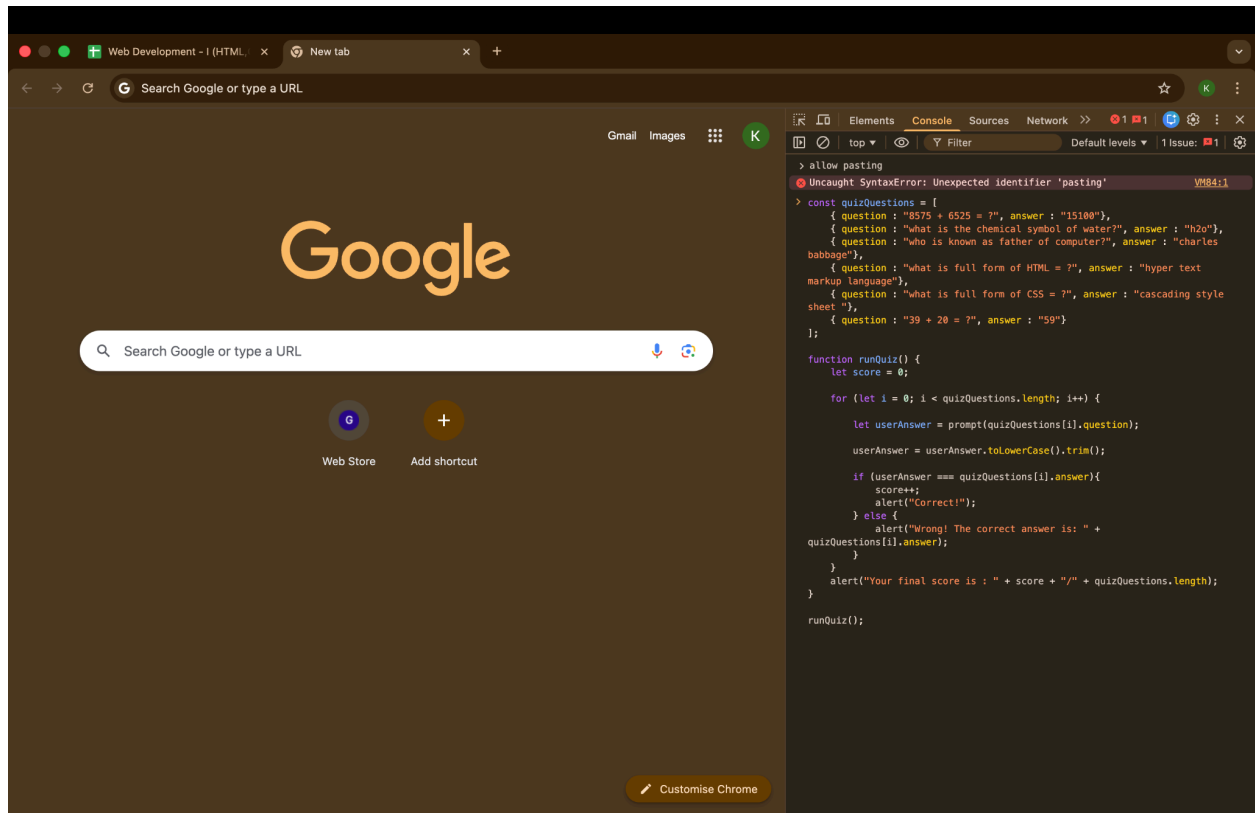 Web Development - I (HTML,
New tab
G Search Google or type a URL
K
Gmail Images
K
Google
Search Google or type a URL
G
Web Store Add shortcut
Customise Chrome
Elements Console Sources Network 1 1
top Filter Default levels 1 Issue: 1
> allow pasting
Uncaught SyntaxError: Unexpected identifier 'pasting' VM84:1
> const quizQuestions = [
{ question : "8575 + 6525 = ?", answer : "15100"},
{ question : "what is the chemical symbol of water?", answer : "h2o"},
{ question : "who is known as father of computer?", answer : "charles
babbage"},
{ question : "what is full form of HTML = ?", answer : "hyper text
markup language"},
{ question : "what is full form of CSS = ?", answer : "cascading style
sheet "},
{ question : "39 + 20 = ?", answer : "59"}
];
function runQuiz() {
let score = 0;
for (let i = 0; i < quizQuestions.length; i++) {
let userAnswer = prompt(quizQuestions[i].question);
userAnswer = userAnswer.toLowerCase().trim();
if (userAnswer === quizQuestions[i].answer){
score++;
alert("Correct!");
} else {
alert("Wrong! The correct answer is: " +
quizQuestions[i].answer);
}
}
alert("Your final score is : " + score + "/" + quizQuestions.length);
}
runQuiz();